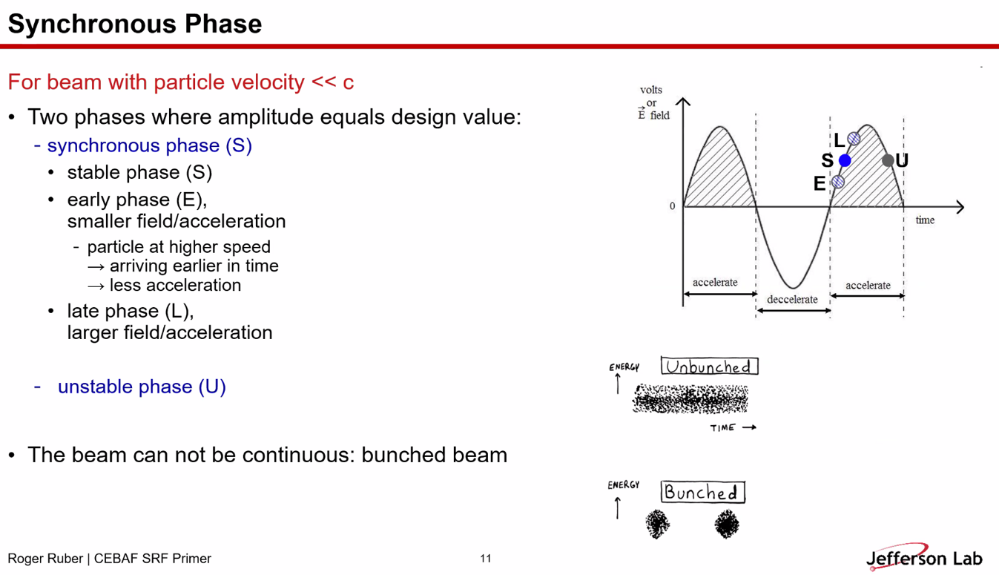 Synchronous Phase
For beam with particle velocity << c
• Two phases where amplitude equals design value:
- synchronous phase (S)
• stable phase (S)
• early phase (E),
smaller field/acceleration
- particle at higher speed
→ arriving earlier in time
→ less acceleration
• late phase (L),
larger field/acceleration
- unstable phase (U)
• The beam can not be continuous: bunched beam
volts
or
E field
L
S
U
E
0
time
accelerate
deccelerate
accelerate
ENERGY
Unbunched
TIME →
ENERGY
Bunched
Roger Ruber | CEBAF SRF Primer
11
Jefferson Lab